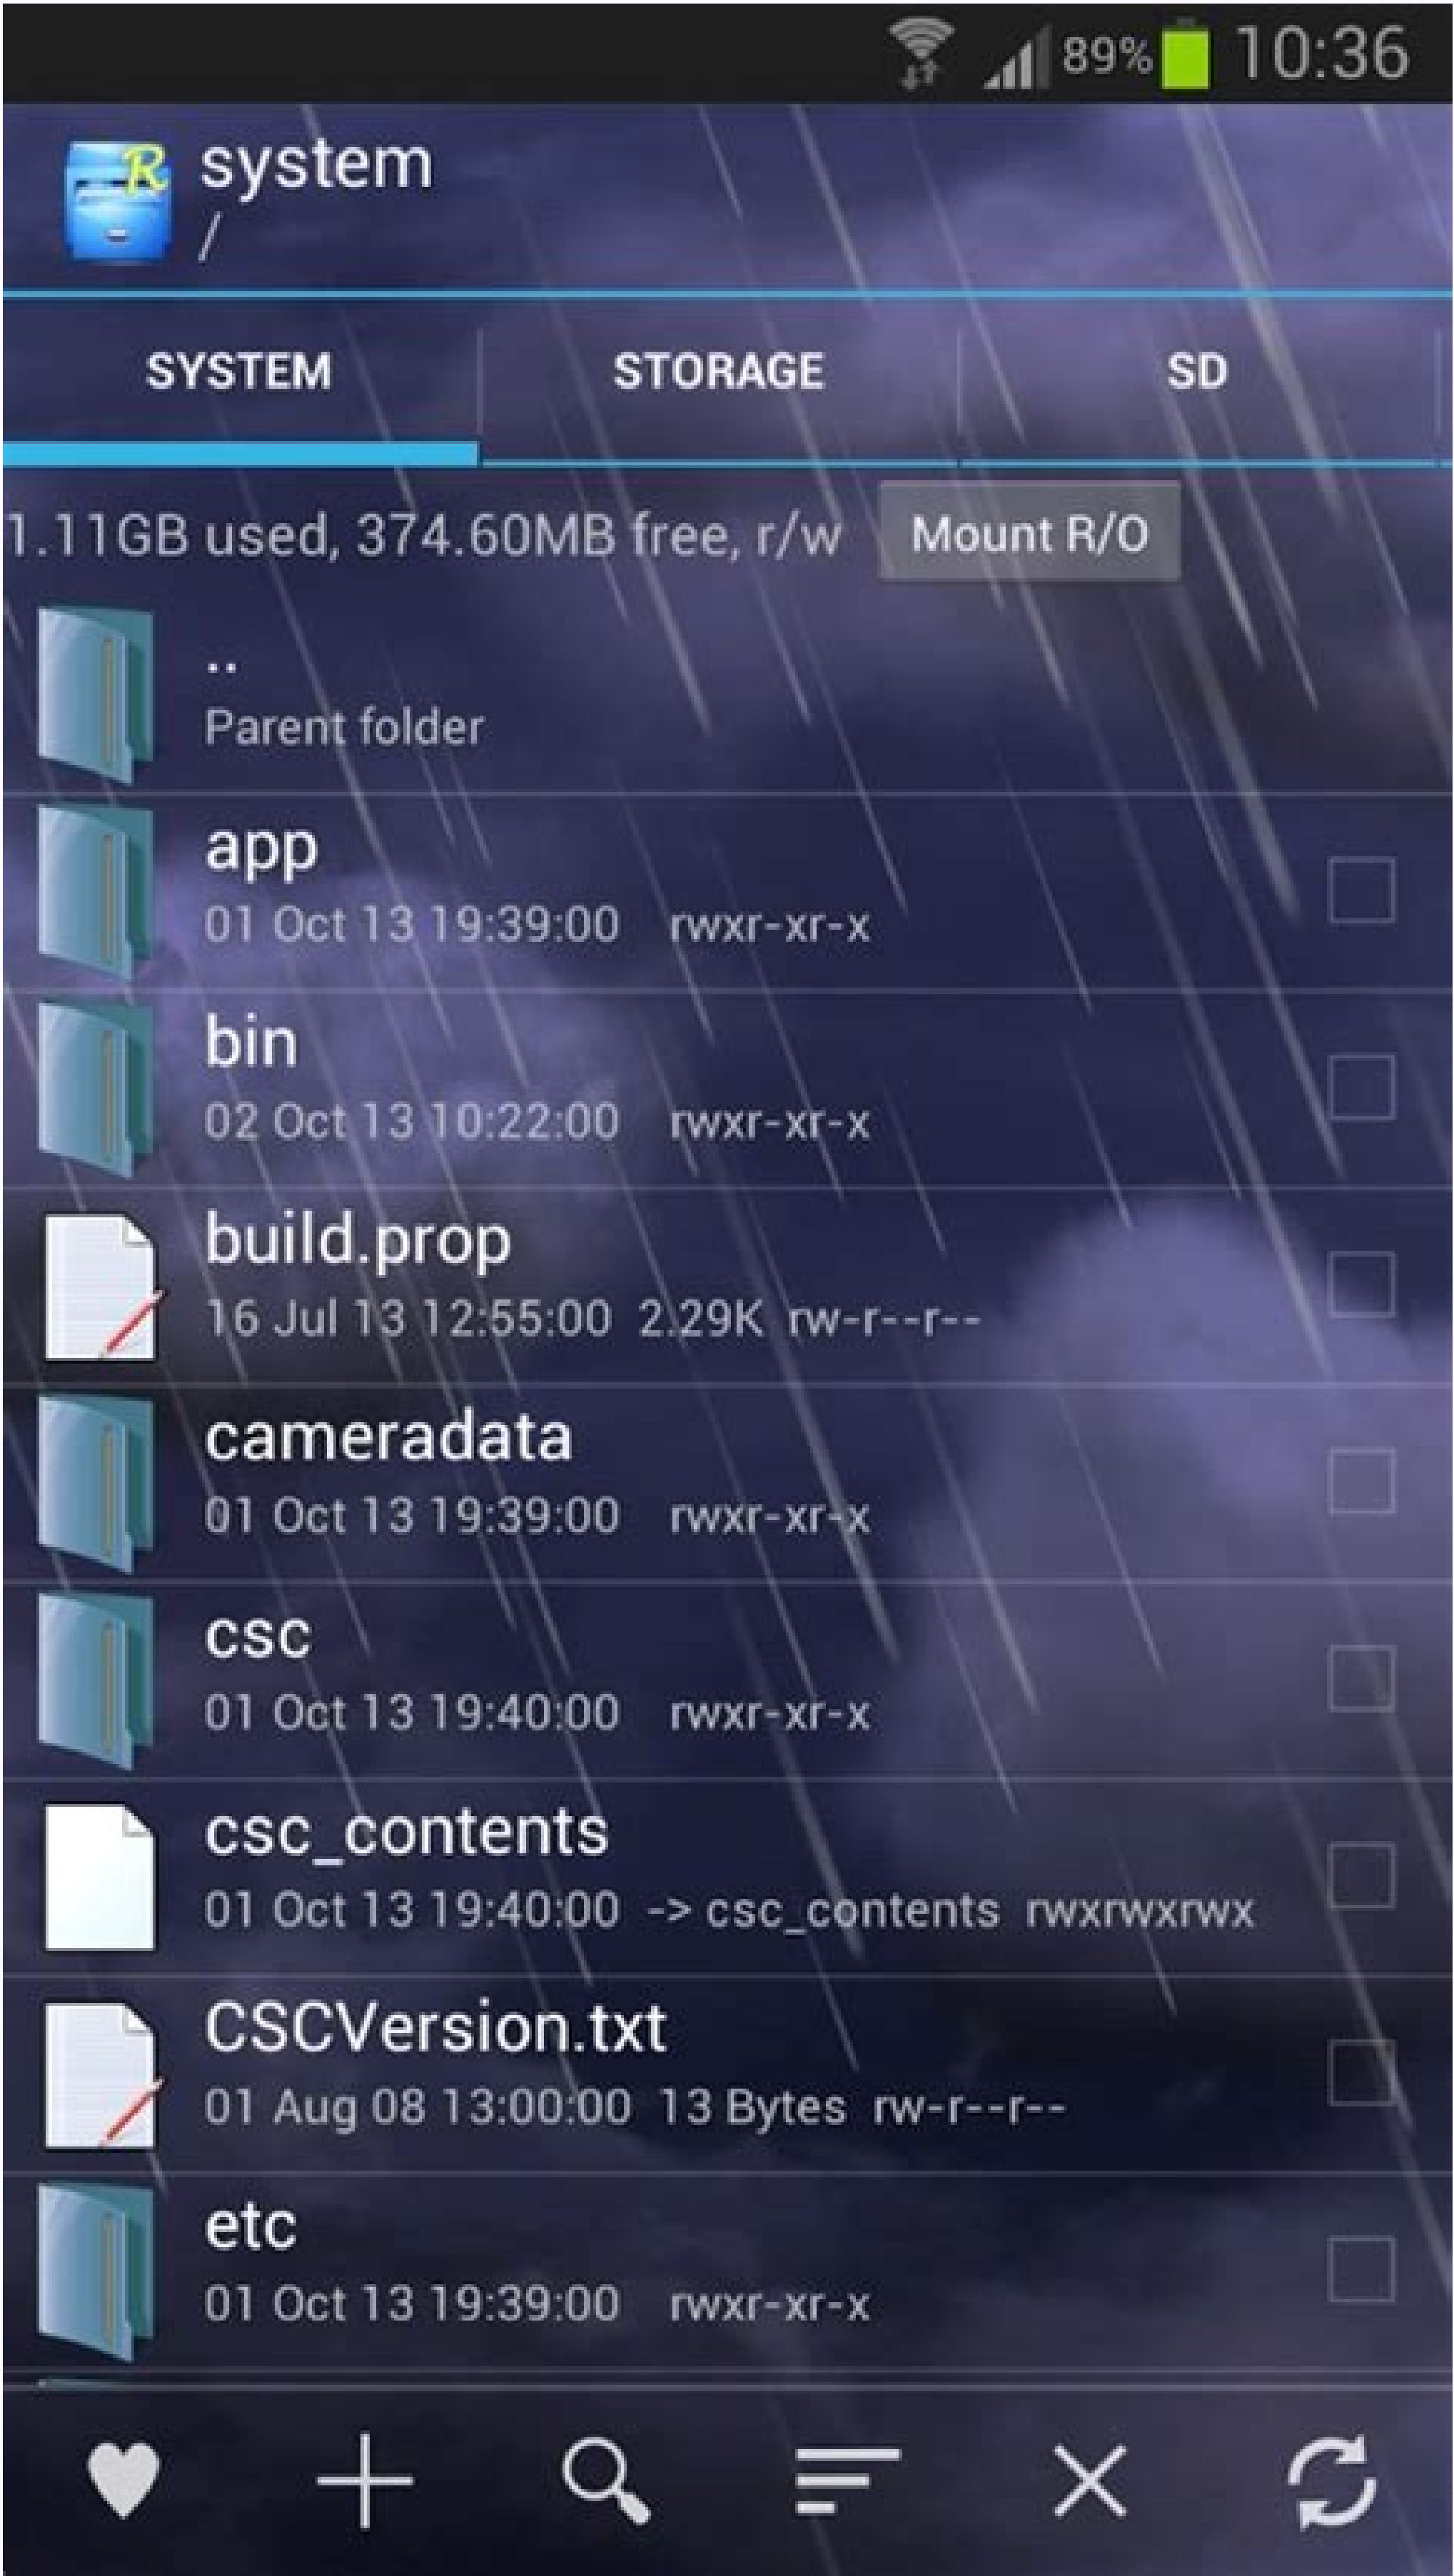 89% 10:36
R
system
/
SYSTEM STORAGE SD
1.11GB used, 374.60MB free, r/w Mount R/O
..
Parent folder
app
01 Oct 13 19:39:00 rwxr-xr-x
bin
02 Oct 13 10:22:00 rwxr-xr-x
build.prop
16 Jul 13 12:55:00 2.29K rw-r--r--
cameradata
01 Oct 13 19:39:00 rwxr-xr-x
csc
01 Oct 13 19:40:00 rwxr-xr-x
csc_contents
01 Oct 13 19:40:00 -> csc_contents rwxrwxrwx
CSCVersion.txt
01 Aug 08 13:00:00 13 Bytes rw-r--r--
etc
01 Oct 13 19:39:00 rwxr-xr-x